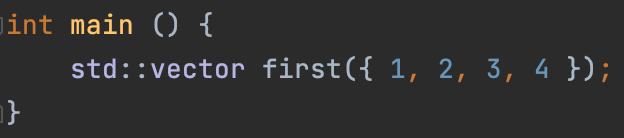 int main () {
    std::vector first({ 1, 2, 3, 4 });
}